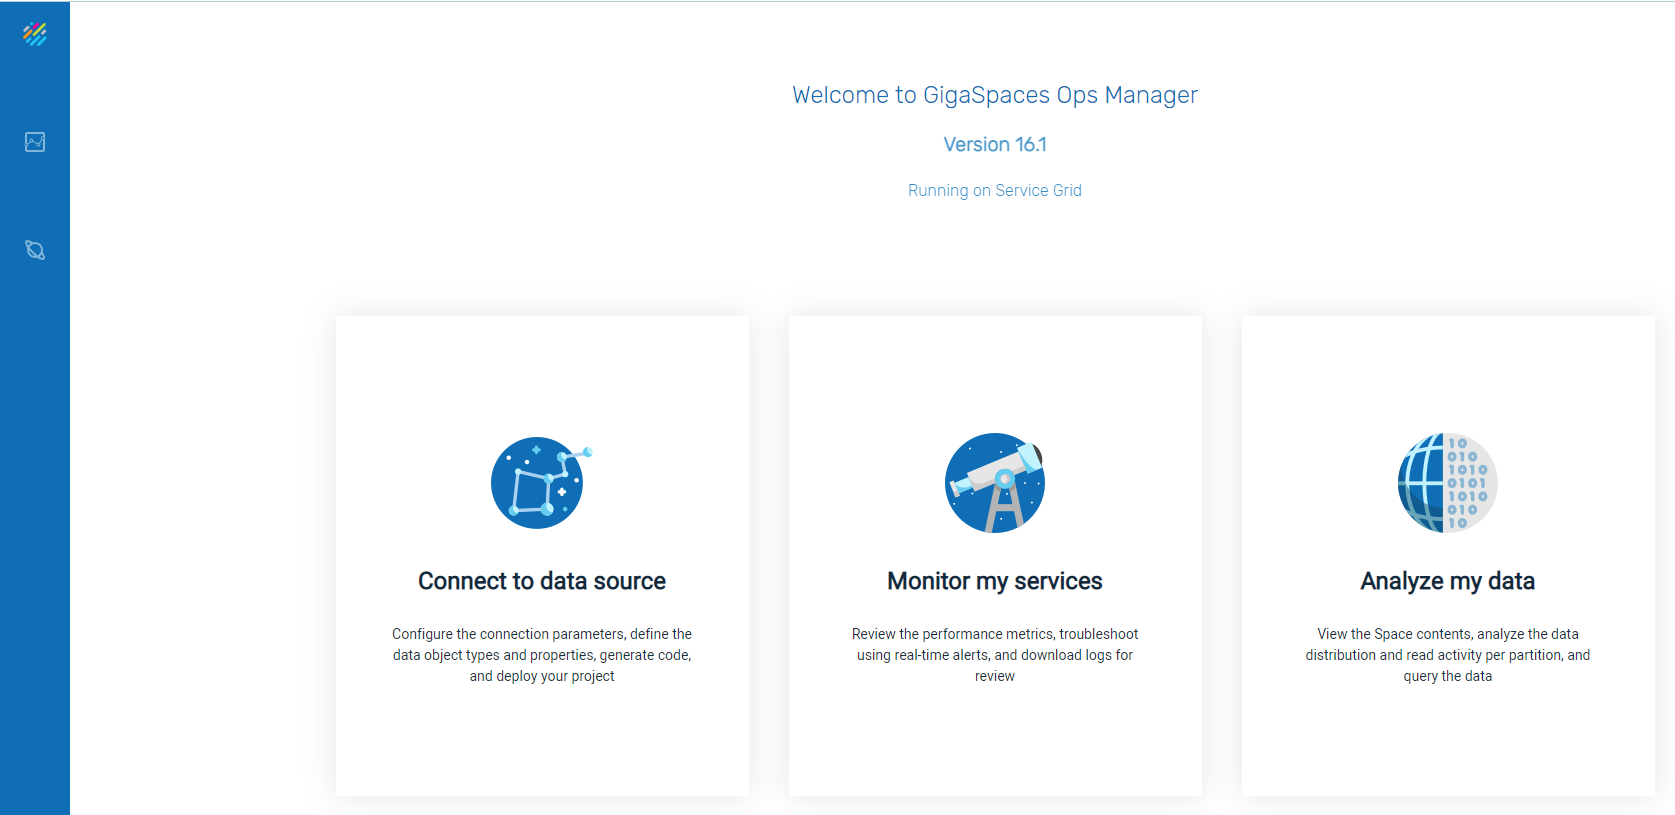 Welcome to GigaSpaces Ops Manager
Version 16.1
Running on Service Grid
Connect to data source
Configure the connection parameters, define the
data object types and properties, generate code,
and deploy your project
Monitor my services
Review the performance metrics, troubleshoot
using real-time alerts, and download logs for
review
10
010
1010
0101
1010
010
10
Analyze my data
View the Space contents, analyze the data
distribution and read activity per partition, and
query the data